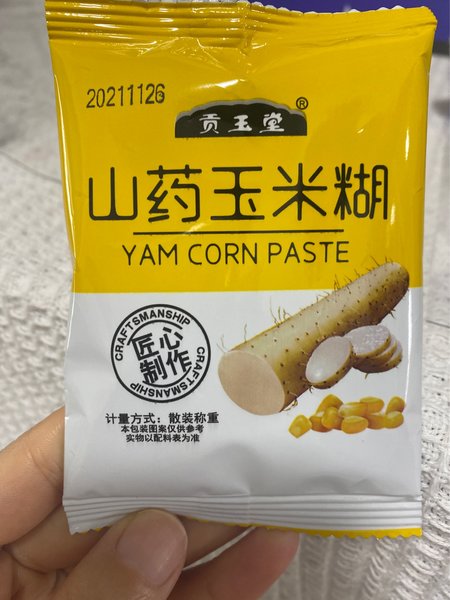 20211126
贡玉堂®
山药玉米糊
YAM CORN PASTE
CRAFTSMANSHIP
匠心
制作
CRAFTSMANSHIP
计量方式：散装称重
本包装图案仅供参考
实物以配料表为准